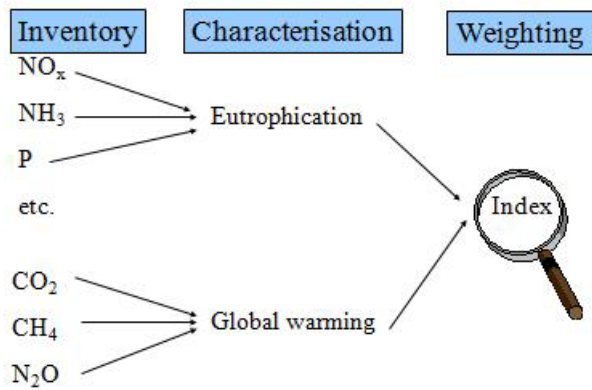 Inventory Characterisation Weighting
NOₓ
NH₃ Eutrophication
P
etc. Index
CO₂
CH₄ Global warming
N₂O